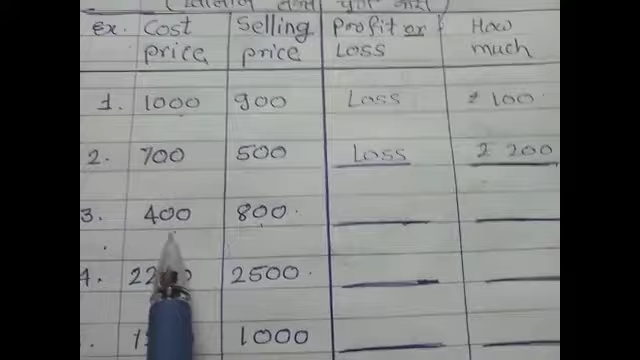 Ex. Cost price Selling price Profit or Loss How much
1. 1000 900 Loss ₹ 100
2. 700 500 Loss ₹ 200
3. 400 800
4. 2500
1000